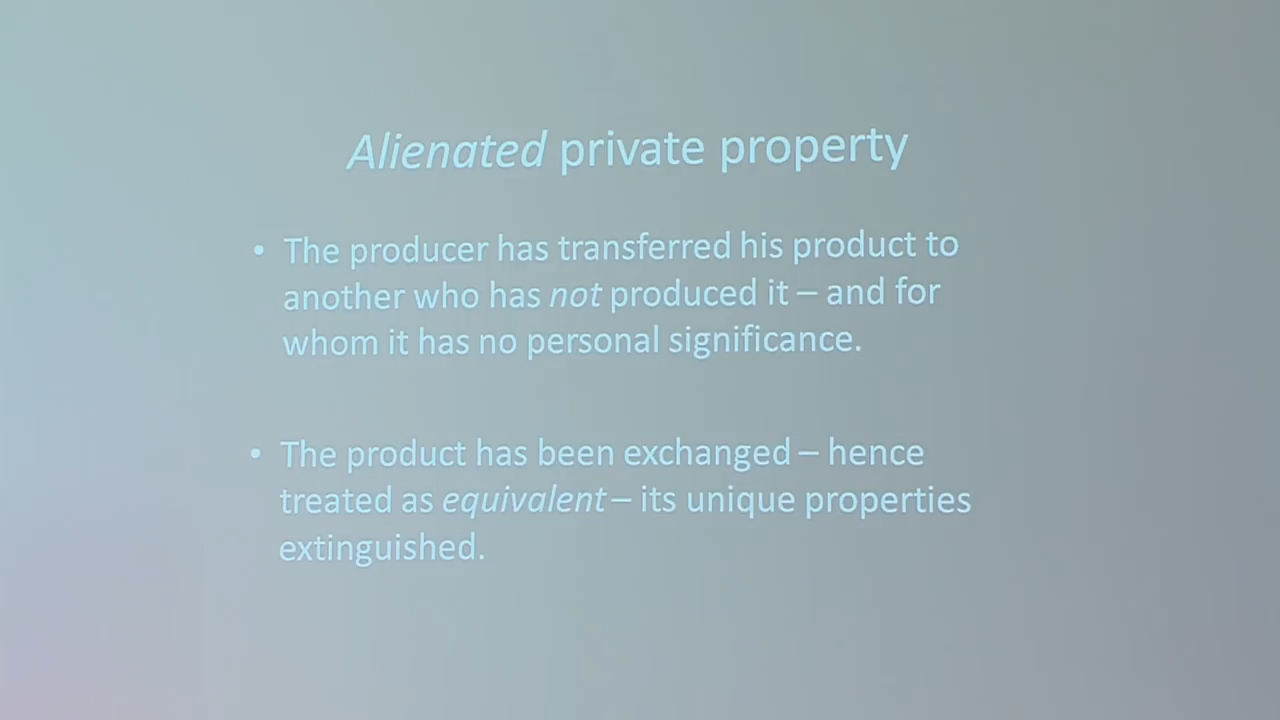 Alienated private property
• The producer has transferred his product to
another who has not produced it – and for
whom it has no personal significance.
• The product has been exchanged – hence
treated as equivalent – its unique properties
extinguished.